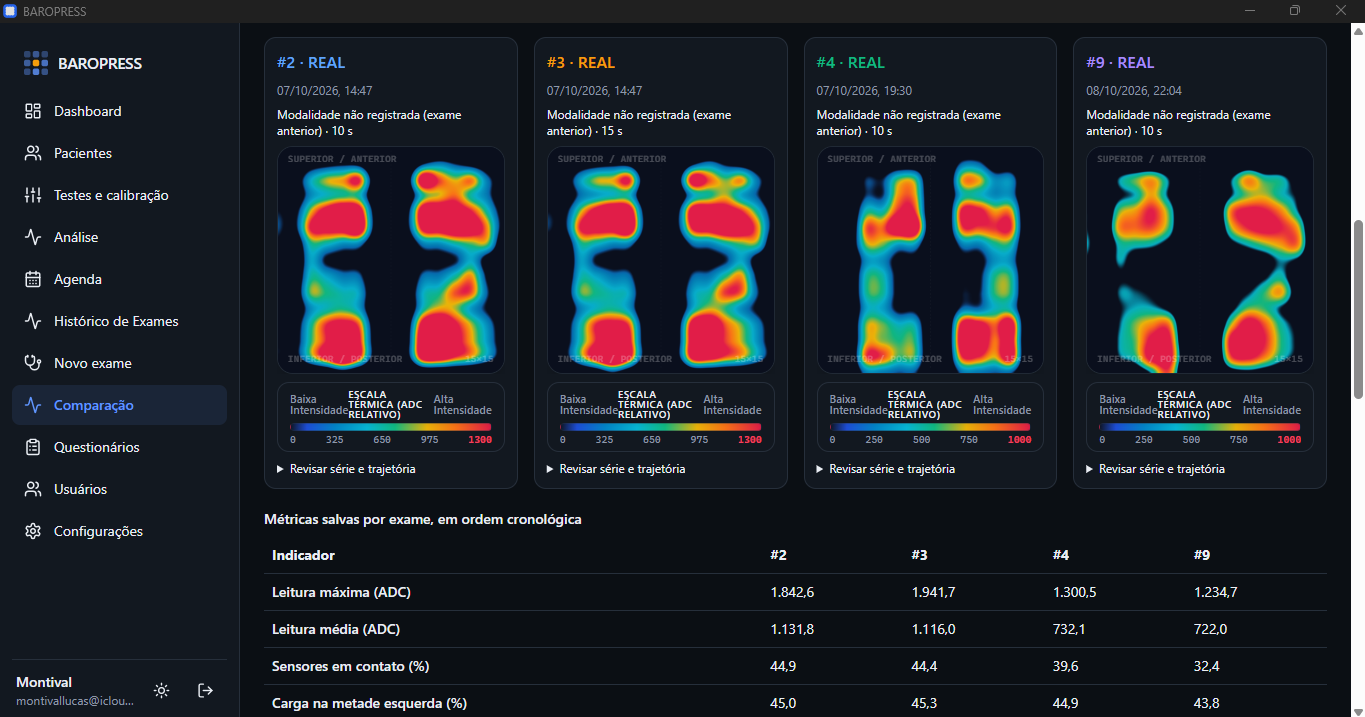 BAROPRESS
BAROPRESS
Dashboard
Pacientes
Testes e calibração
Análise
Agenda
Histórico de Exames
Novo exame
Comparação
Questionários
Usuários
Configurações
Montival
montivallucas@iclou...
#2 · REAL
07/10/2026, 14:47
Modalidade não registrada (exame
anterior) · 10 s
SUPERIOR / ANTERIOR
INFERIOR / POSTERIOR
15×15
Baixa
Intensidade
ESCALA
TÉRMICA (ADC
RELATIVO)
Alta
Intensidade
0 325 650 975 1300
Revisar série e trajetória
#3 · REAL
07/10/2026, 14:47
Modalidade não registrada (exame
anterior) · 15 s
SUPERIOR / ANTERIOR
INFERIOR / POSTERIOR
15×15
Baixa
Intensidade
ESCALA
TÉRMICA (ADC
RELATIVO)
Alta
Intensidade
0 325 650 975 1300
Revisar série e trajetória
#4 · REAL
07/10/2026, 19:30
Modalidade não registrada (exame
anterior) · 10 s
SUPERIOR / ANTERIOR
INFERIOR / POSTERIOR
15×15
Baixa
Intensidade
ESCALA
TÉRMICA (ADC
RELATIVO)
Alta
Intensidade
0 250 500 750 1000
Revisar série e trajetória
#9 · REAL
08/10/2026, 22:04
Modalidade não registrada (exame
anterior) · 10 s
SUPERIOR / ANTERIOR
INFERIOR / POSTERIOR
15×15
Baixa
Intensidade
ESCALA
TÉRMICA (ADC
RELATIVO)
Alta
Intensidade
0 250 500 750 1000
Revisar série e trajetória
Métricas salvas por exame, em ordem cronológica
Indicador #2 #3 #4 #9
Leitura máxima (ADC) 1.842,6 1.941,7 1.300,5 1.234,7
Leitura média (ADC) 1.131,8 1.116,0 732,1 722,0
Sensores em contato (%) 44,9 44,4 39,6 32,4
Carga na metade esquerda (%) 45,0 45,3 44,9 43,8